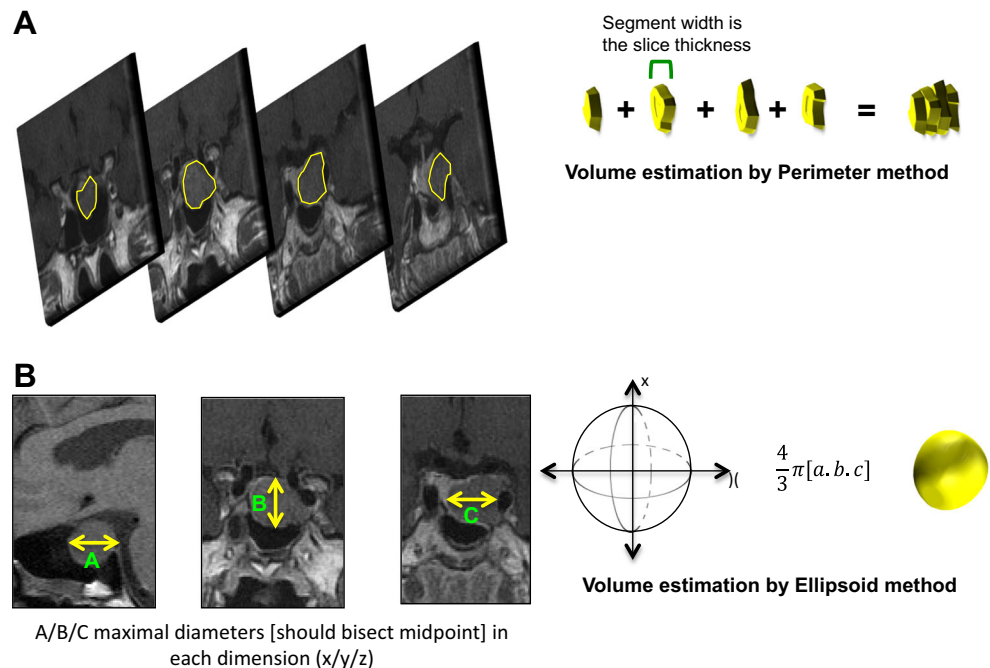 A
Segment width is
the slice thickness
+ + + =
Volume estimation by Perimeter method
B
A
B
C
x
)(
4/3 π[a.b.c]
Volume estimation by Ellipsoid method
A/B/C maximal diameters [should bisect midpoint] in
each dimension (x/y/z)